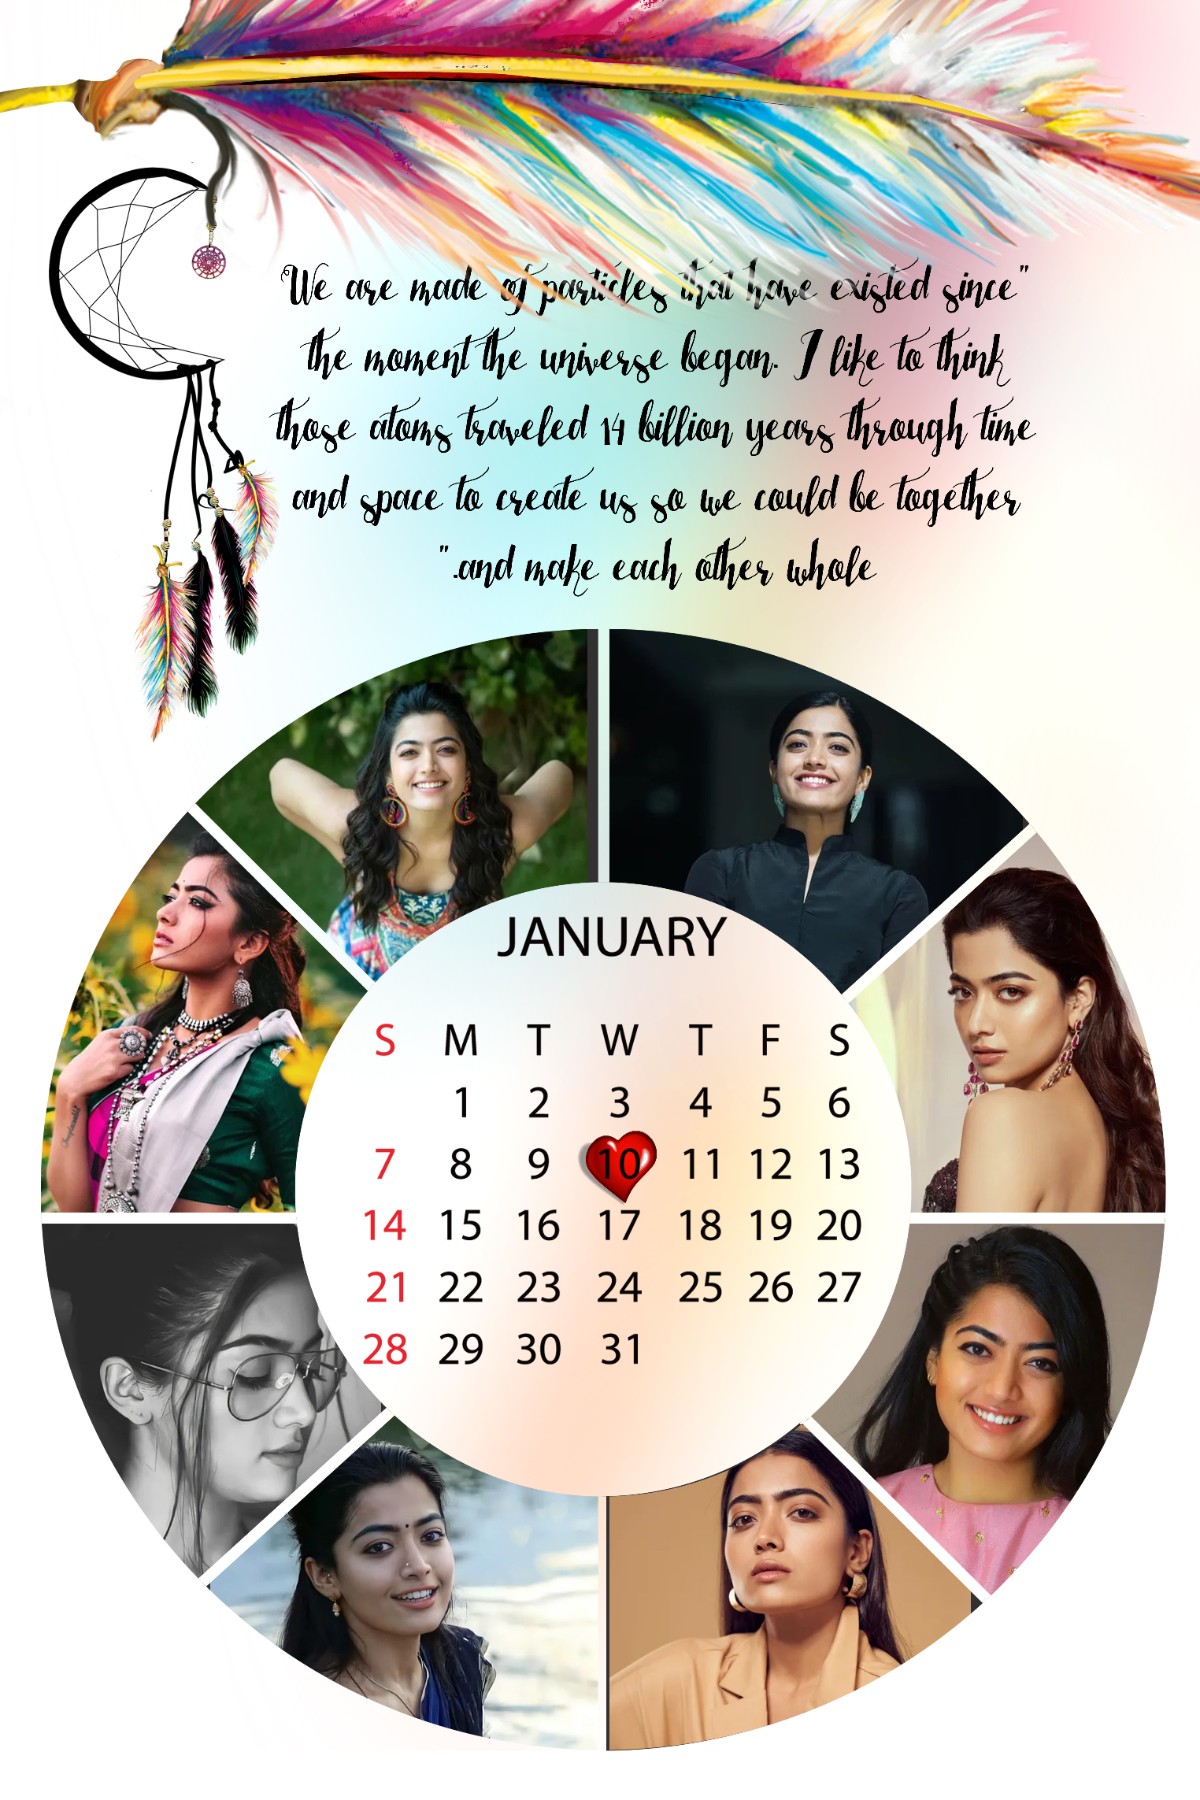 We are made of particles that have existed since"
the moment the universe began. I like to think
those atoms traveled 14 billion years through time
and space to create us so we could be together
".and make each other whole
JANUARY
S M T W T F S
1 2 3 4 5 6
7 8 9 10 11 12 13
14 15 16 17 18 19 20
21 22 23 24 25 26 27
28 29 30 31